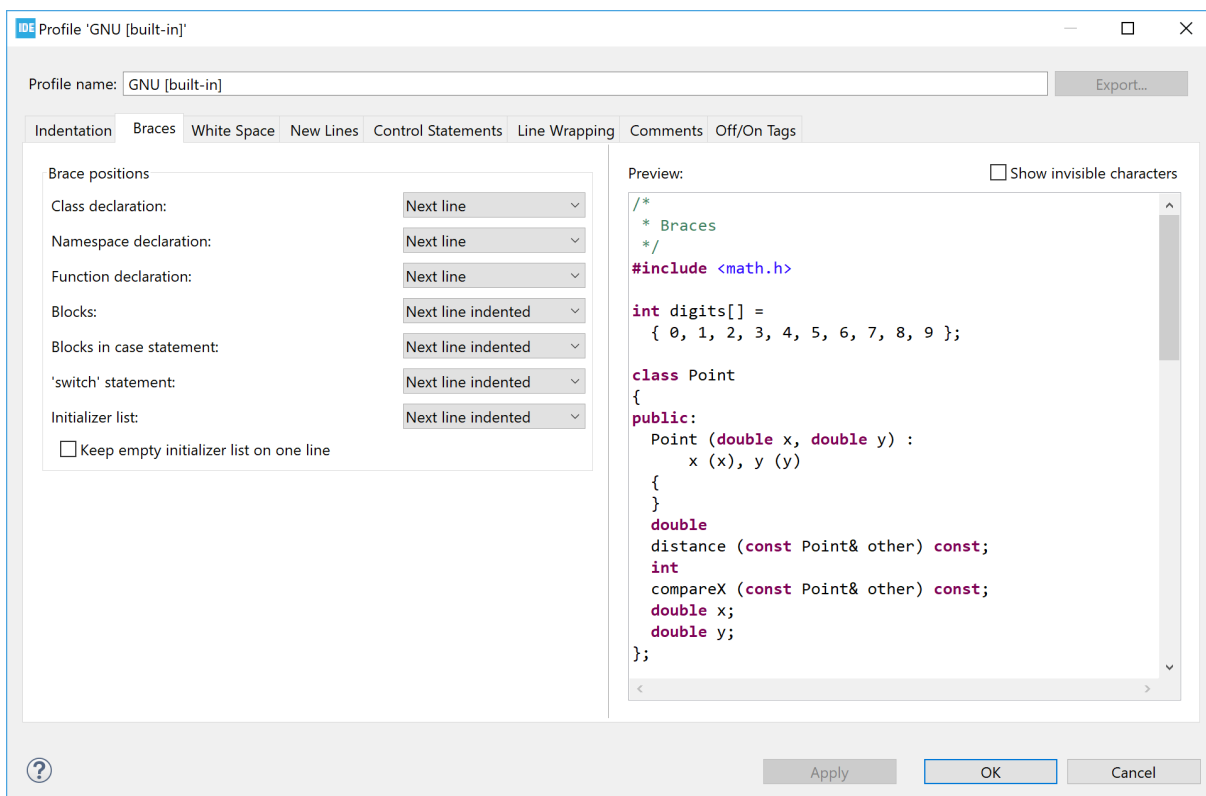 IDE Profile 'GNU [built-in]'
Profile name: GNU [built-in] Export...
Indentation Braces White Space New Lines Control Statements Line Wrapping Comments Off/On Tags
Brace positions
Class declaration: Next line
Namespace declaration: Next line
Function declaration: Next line
Blocks: Next line indented
Blocks in case statement: Next line indented
'switch' statement: Next line indented
Initializer list: Next line indented
Keep empty initializer list on one line
Preview: Show invisible characters
/*
 * Braces
 */
#include <math.h>

int digits[] =
  { 0, 1, 2, 3, 4, 5, 6, 7, 8, 9 };

class Point
{
public:
  Point (double x, double y) :
      x (x), y (y)
  {
  }
  double
  distance (const Point& other) const;
  int
  compareX (const Point& other) const;
  double x;
  double y;
};
? Apply OK Cancel